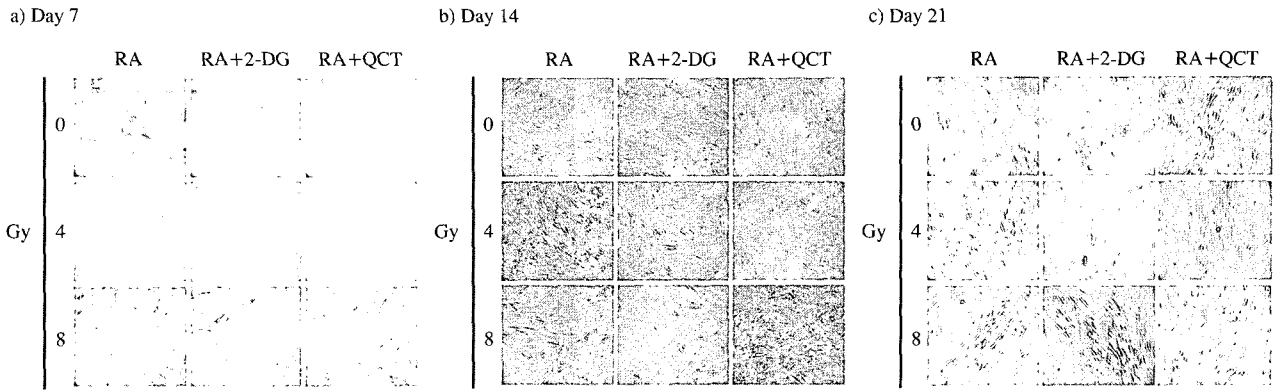 a) Day 7
RA RA+2-DG RA+QCT
0
Gy 4
8
b) Day 14
RA RA+2-DG RA+QCT
0
Gy 4
8
c) Day 21
RA RA+2-DG RA+QCT
0
Gy 4
8